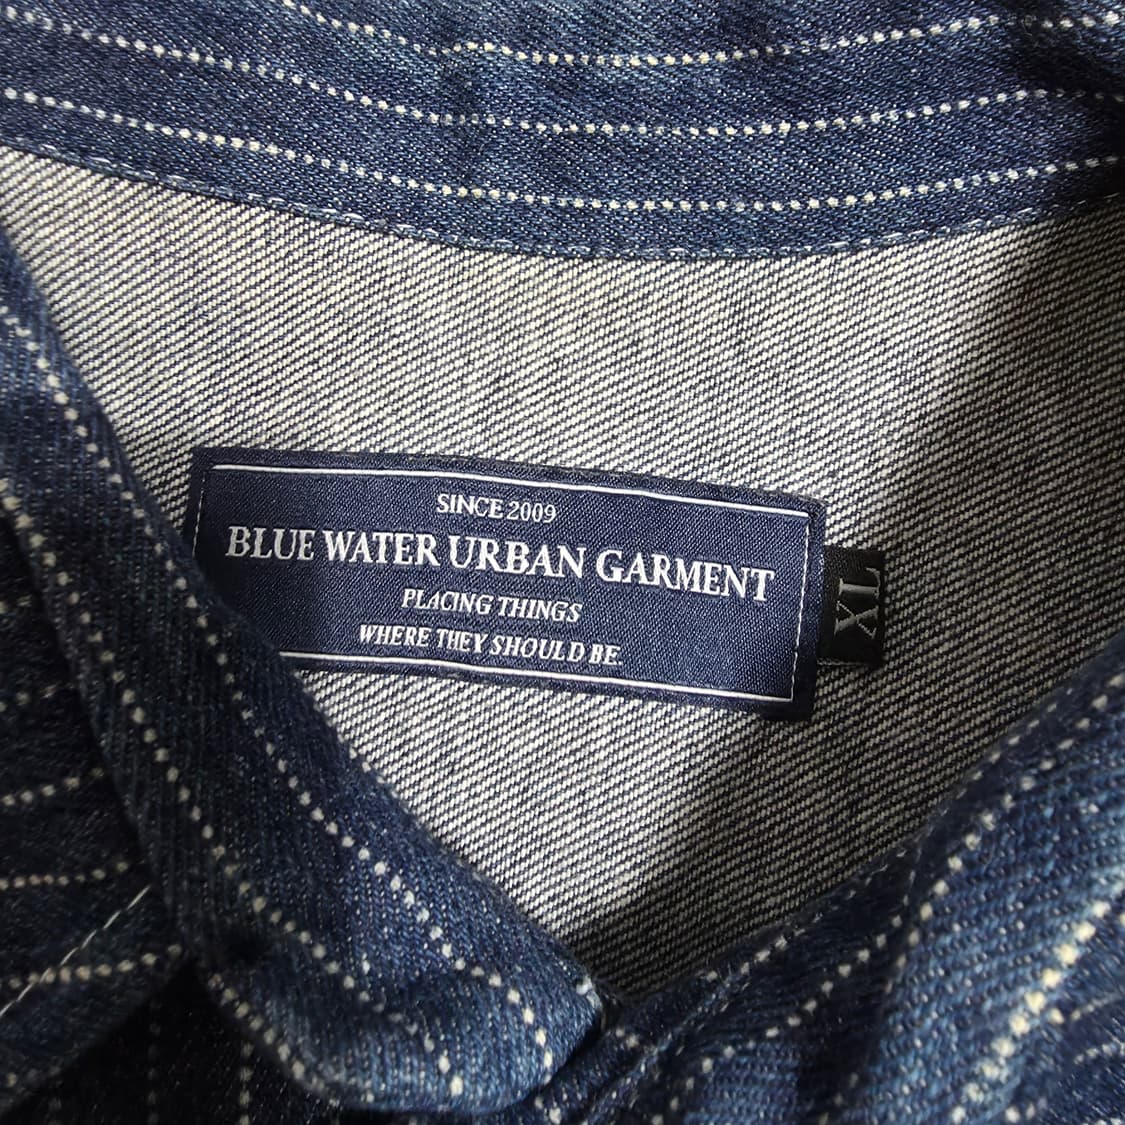 SINCE 2009
BLUE WATER URBAN GARMENT
PLACING THINGS
WHERE THEY SHOULD BE.
XL